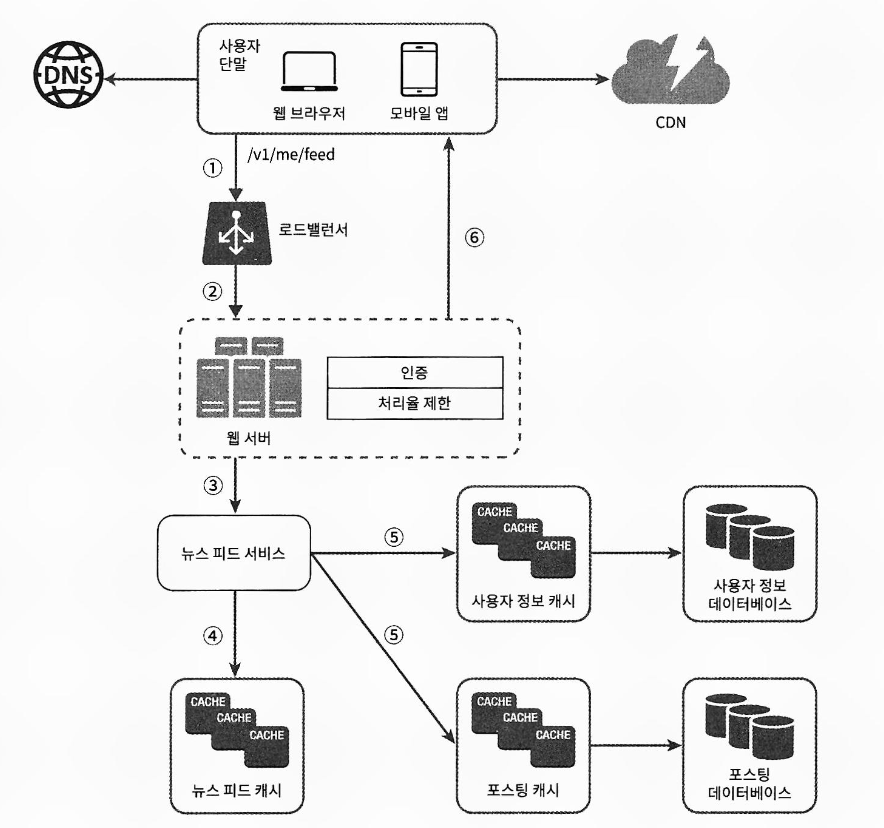 사용자
단말
DNS
웹 브라우저
모바일 앱
CDN
/v1/me/feed
①
로드밸런서
⑥
②
인증
처리율 제한
웹 서버
③
뉴스 피드 서비스
⑤
CACHE
CACHE
CACHE
사용자 정보 캐시
사용자 정보
데이터베이스
④
⑤
CACHE
CACHE
CACHE
뉴스 피드 캐시
CACHE
CACHE
CACHE
포스팅 캐시
포스팅
데이터베이스